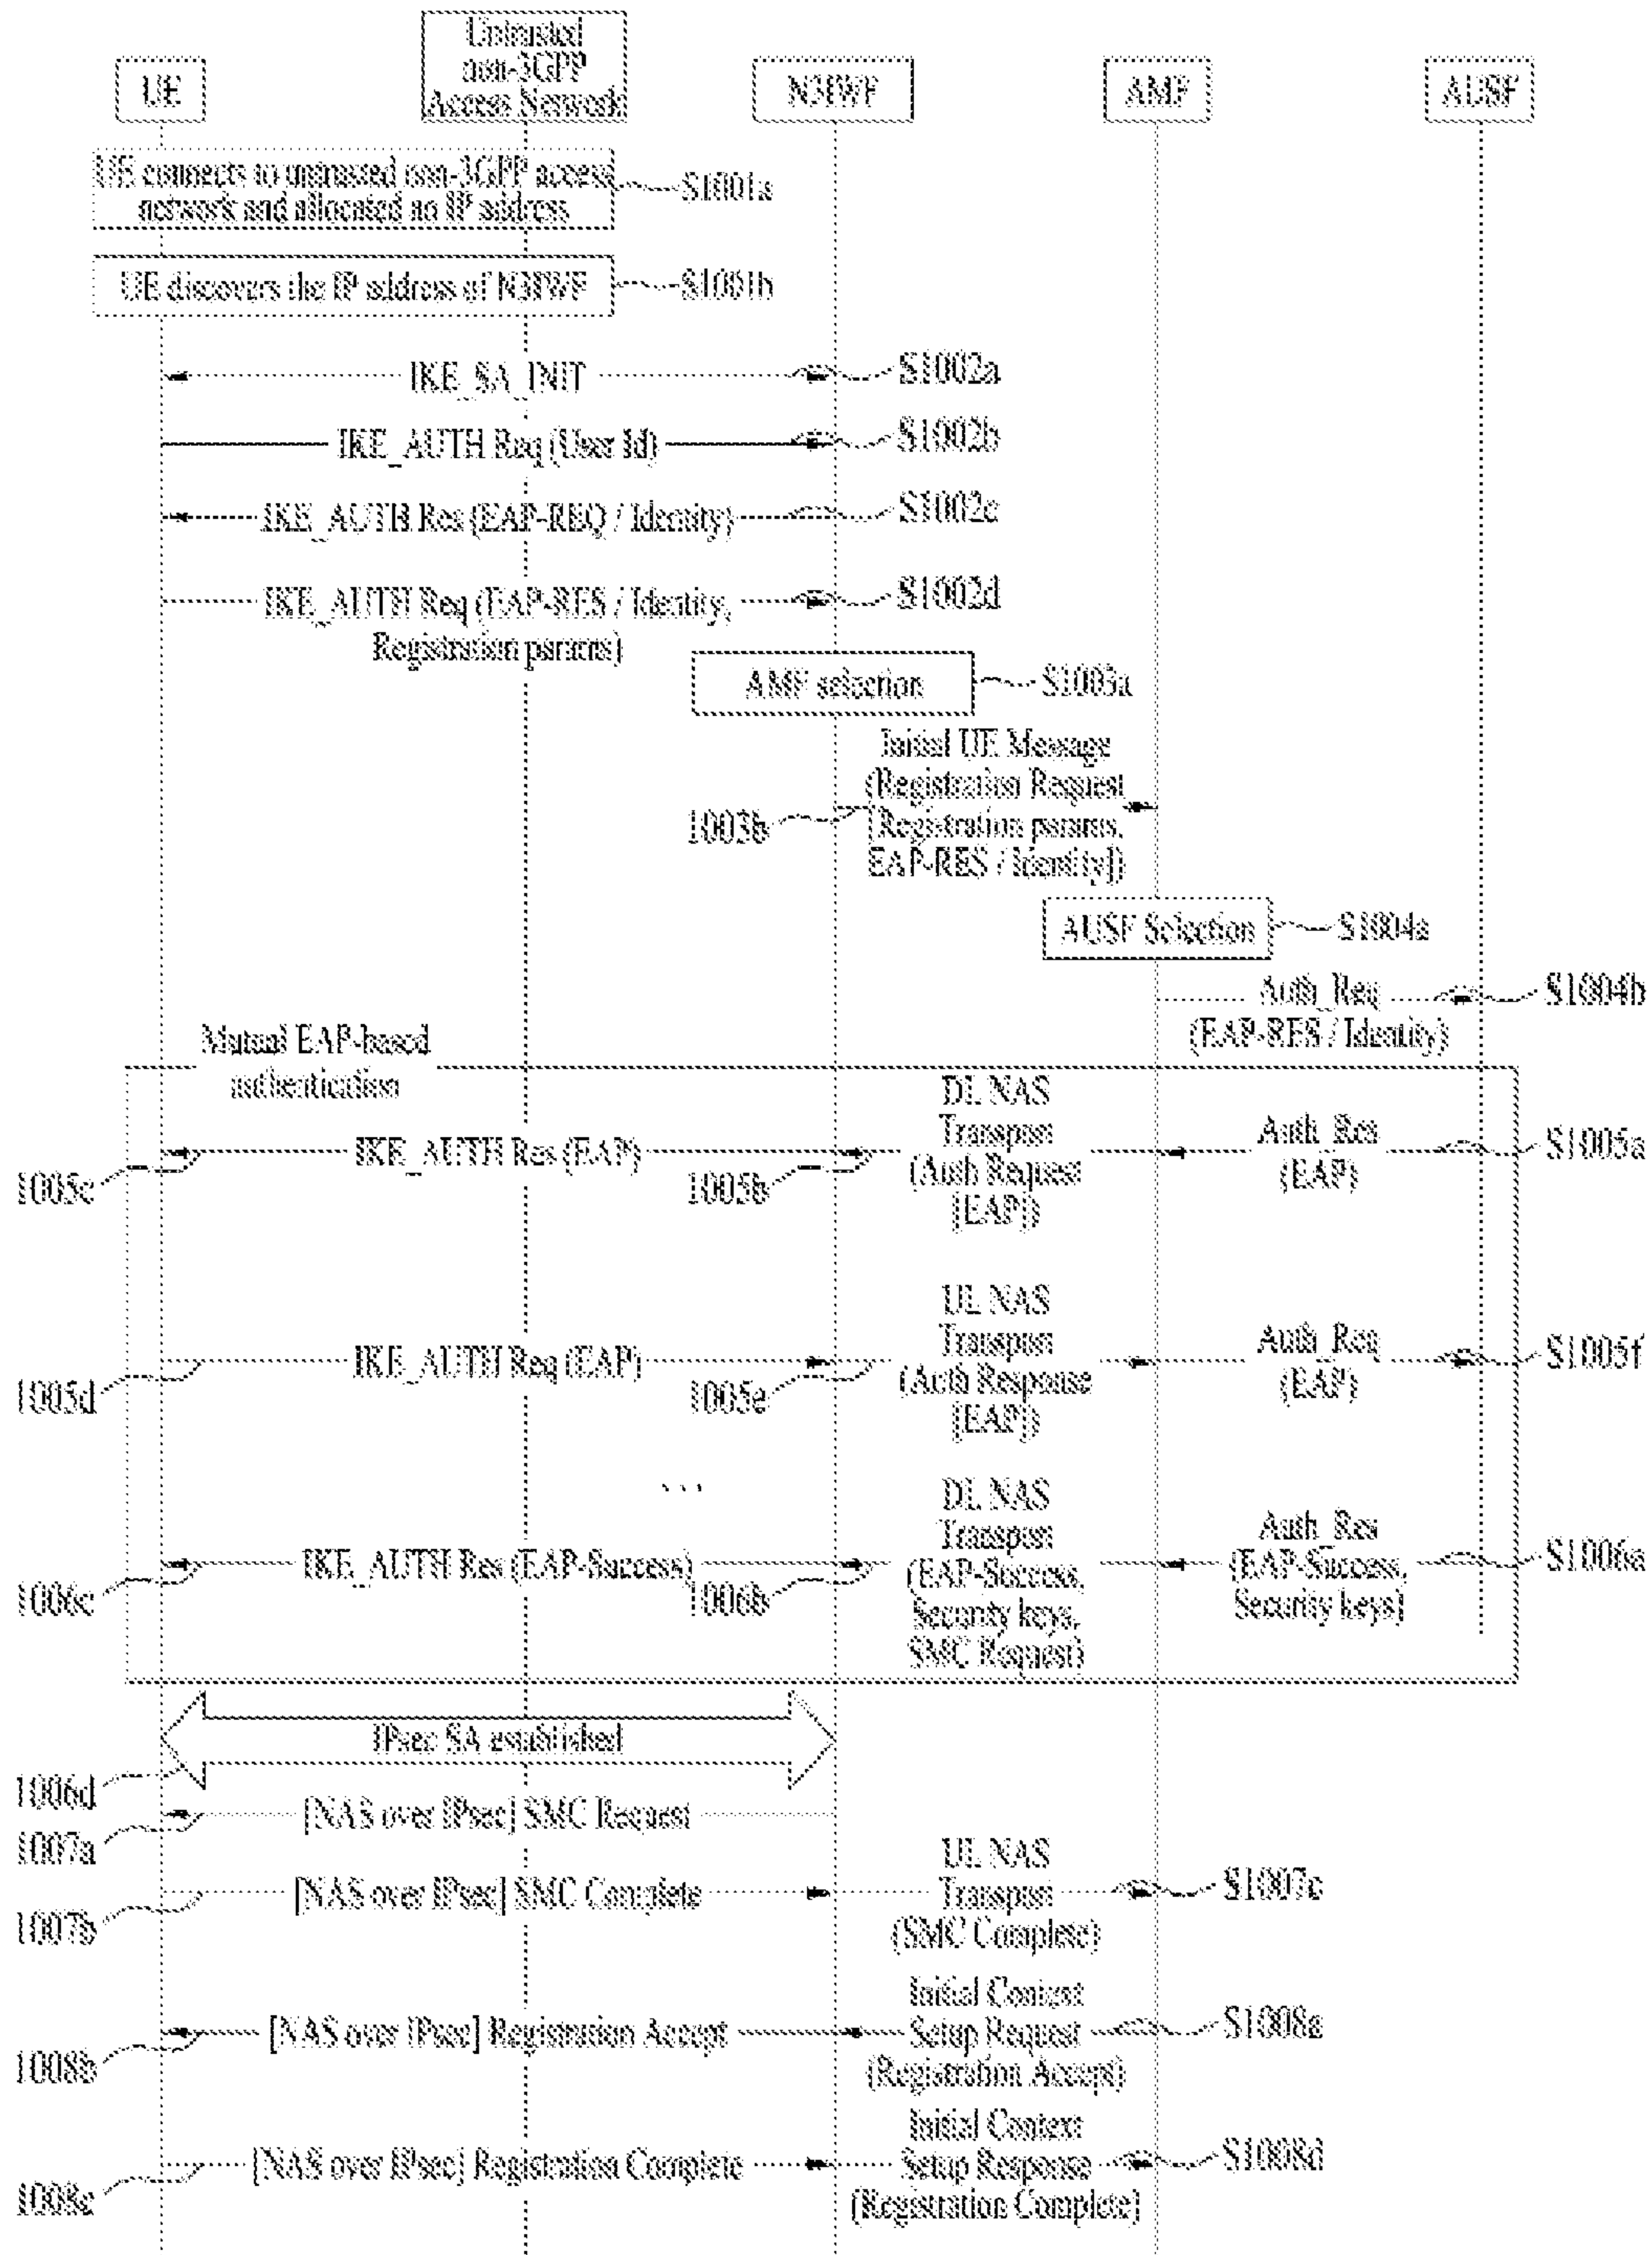 Untrusted
non-3GPP
Access Network
UE
N3IWF
AMF
AUSF
UE connects to untrusted non-3GPP access
network and allocated an IP address
S1001a
UE discovers the IP address of N3IWF
S1001b
IKE_SA_INIT
S1002a
IKE_AUTH Req (User Id)
S1002b
IKE_AUTH Res (EAP-REQ / Identity)
S1002c
IKE_AUTH Req (EAP-RES / Identity,
Registration params)
S1002d
AMF selection
S1003a
Initial UE Message
(Registration Request
[Registration params,
EAP-RES / Identity])
1003b
AUSF Selection
S1004a
Auth_Req
(EAP-RES / Identity)
S1004b
Mutual EAP-based
authentication
1005c
IKE_AUTH Res (EAP)
1005b
DL NAS
Transport
(Auth Request
[EAP])
Auth_Res
(EAP)
S1005a
1005d
IKE_AUTH Req (EAP)
1005e
UL NAS
Transport
(Auth Response
[EAP])
Auth_Req
(EAP)
S1005f
...
1006c
IKE_AUTH Res (EAP-Success)
1006b
DL NAS
Transport
(EAP-Success,
Security keys,
SMC Request)
Auth_Res
(EAP-Success,
Security keys]
S1006a
IPsec SA established
1006d
[NAS over IPsec] SMC Request
1007a
[NAS over IPsec] SMC Complete
1007b
UL NAS
Transport
(SMC Complete)
S1007c
1008b
[NAS over IPsec] Registration Accept
Initial Context
Setup Request
(Registration Accept)
S1008a
1008c
[NAS over IPsec] Registration Complete
Initial Context
Setup Response
(Registration Complete]
S1008d